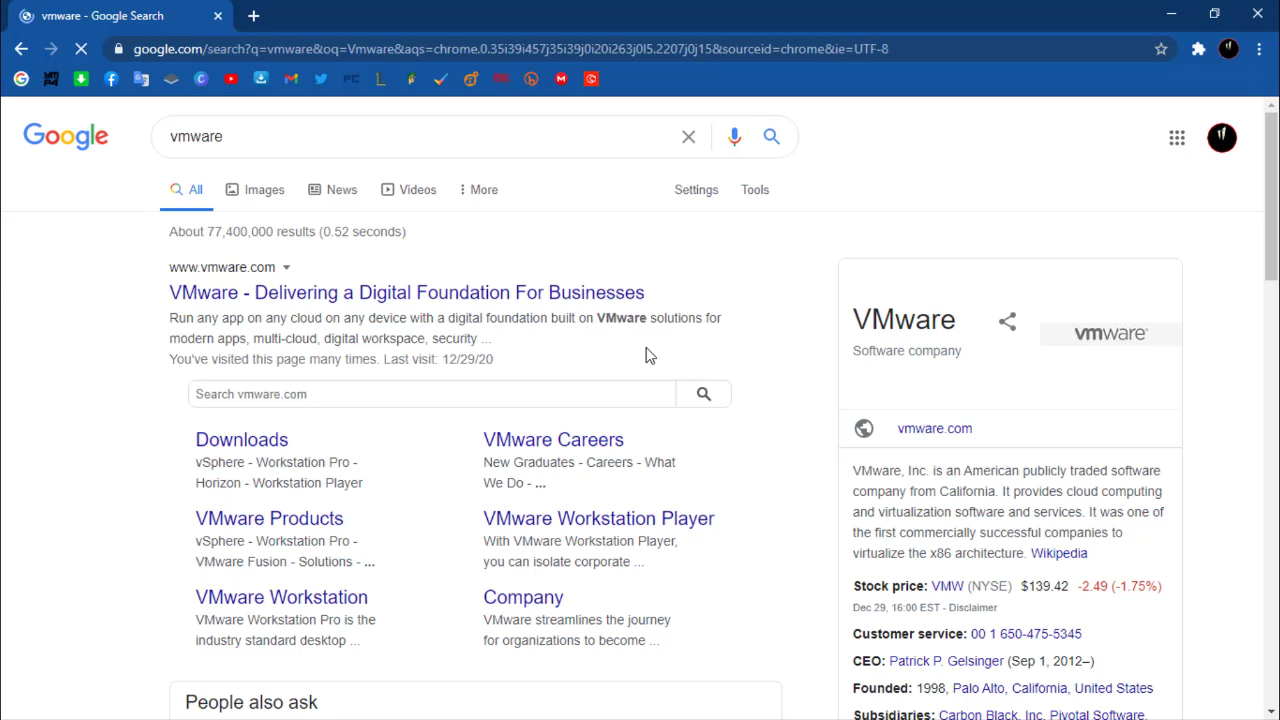 vmware - Google Search
google.com/search?q=vmware&oq=Vmware&aqs=chrome.0.35i39i457j35i39j0i20i263j0l5.2207j0j15&sourceid=chrome&ie=UTF-8
Google
vmware
All
Images
News
Videos
More
Settings
Tools
About 77,400,000 results (0.52 seconds)
www.vmware.com
VMware - Delivering a Digital Foundation For Businesses
Run any app on any cloud on any device with a digital foundation built on VMware solutions for
modern apps, multi-cloud, digital workspace, security ...
You've visited this page many times. Last visit: 12/29/20
Search vmware.com
Downloads
vSphere - Workstation Pro -
Horizon - Workstation Player
VMware Careers
New Graduates - Careers - What
We Do - ...
VMware Products
vSphere - Workstation Pro -
VMware Fusion - Solutions - ...
VMware Workstation Player
With VMware Workstation Player,
you can isolate corporate ...
VMware Workstation
VMware Workstation Pro is the
industry standard desktop ...
Company
VMware streamlines the journey
for organizations to become ...
People also ask
VMware
Software company
vmware
vmware.com
VMware, Inc. is an American publicly traded software
company from California. It provides cloud computing
and virtualization software and services. It was one of
the first commercially successful companies to
virtualize the x86 architecture. Wikipedia
Stock price: VMW (NYSE) $139.42 -2.49 (-1.75%)
Dec 29, 16:00 EST - Disclaimer
Customer service: 00 1 650-475-5345
CEO: Patrick P. Gelsinger (Sep 1, 2012–)
Founded: 1998, Palo Alto, California, United States
Subsidiaries: Carbon Black, Inc, Pivotal Software,